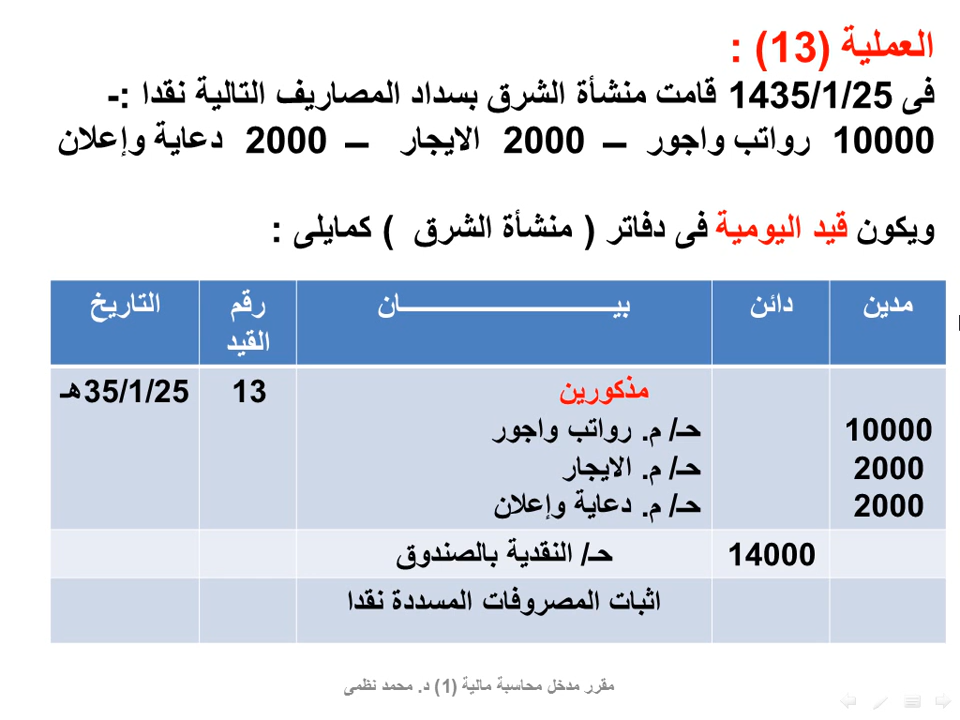 العملية (13) :
فى 1435/1/25 قامت منشأة الشرق بسداد المصاريف التالية نقدا :-
10000 رواتب واجور – 2000 الايجار – 2000 دعاية وإعلان
ويكون قيد اليومية فى دفاتر ( منشأة الشرق ) كمايلى :
مدين دائن بيـــــــــــــــــــــــان رقم القيد التاريخ
مذكورين 13 35/1/25هـ
10000 حـ/ م. رواتب واجور
2000 حـ/ م. الايجار
2000 حـ/ م. دعاية وإعلان
14000 حـ/ النقدية بالصندوق
اثبات المصروفات المسددة نقدا
مقرر مدخل محاسبة مالية (1) د. محمد نظمى